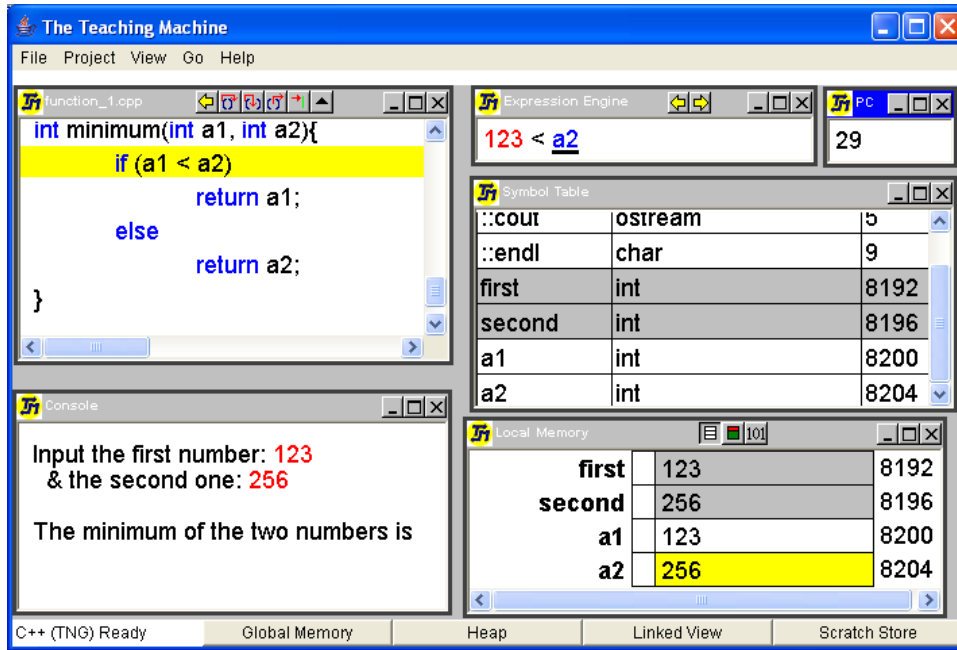 The Teaching Machine
File Project View Go Help
function_1.cpp
int minimum(int a1, int a2){
if (a1 < a2)
return a1;
else
return a2;
}
Expression Engine
123 < a2
PC
29
Symbol Table
::cout ostream 5
::endl char 9
first int 8192
second int 8196
a1 int 8200
a2 int 8204
Console
Input the first number: 123
& the second one: 256
The minimum of the two numbers is
Local Memory 101
first 123 8192
second 256 8196
a1 123 8200
a2 256 8204
C++ (TNG) Ready Global Memory Heap Linked View Scratch Store